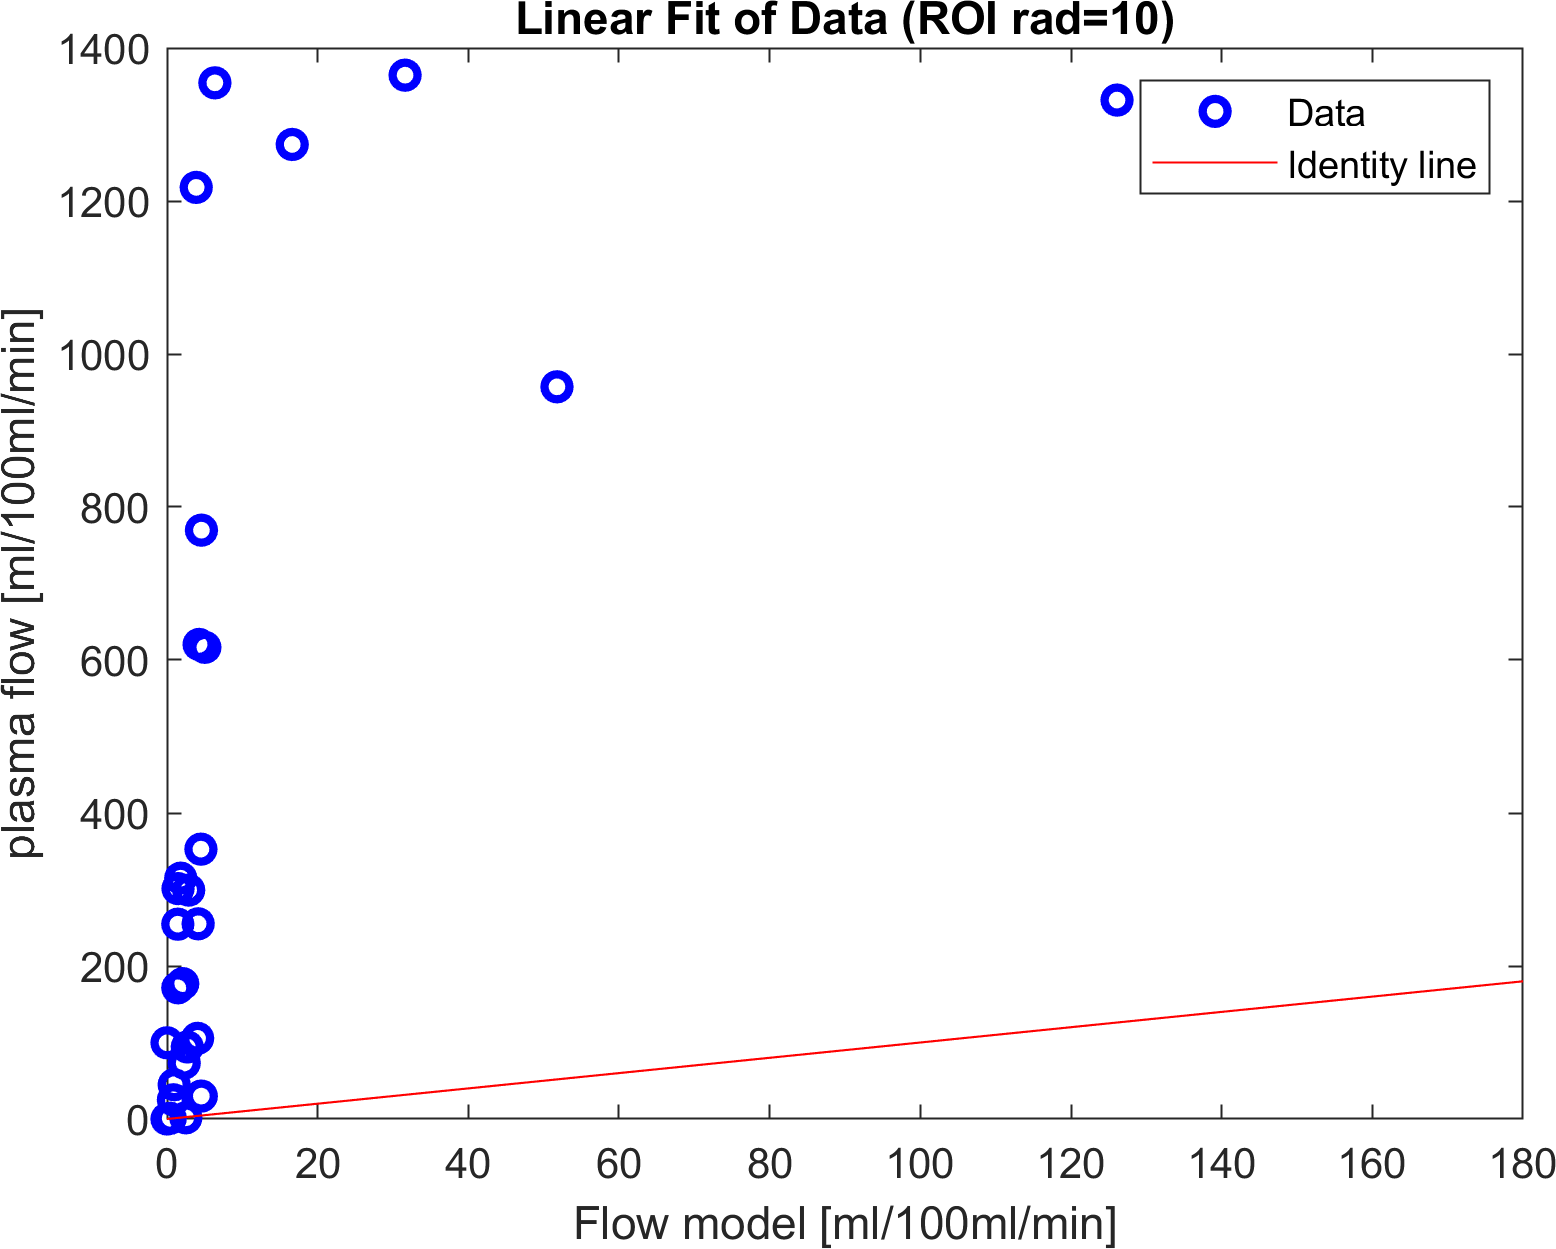 Linear Fit of Data (ROI rad=10)
1400
1200
1000
800
600
400
200
0
plasma flow [ml/100ml/min]
Data
Identity line
0 20 40 60 80 100 120 140 160 180
Flow model [ml/100ml/min]